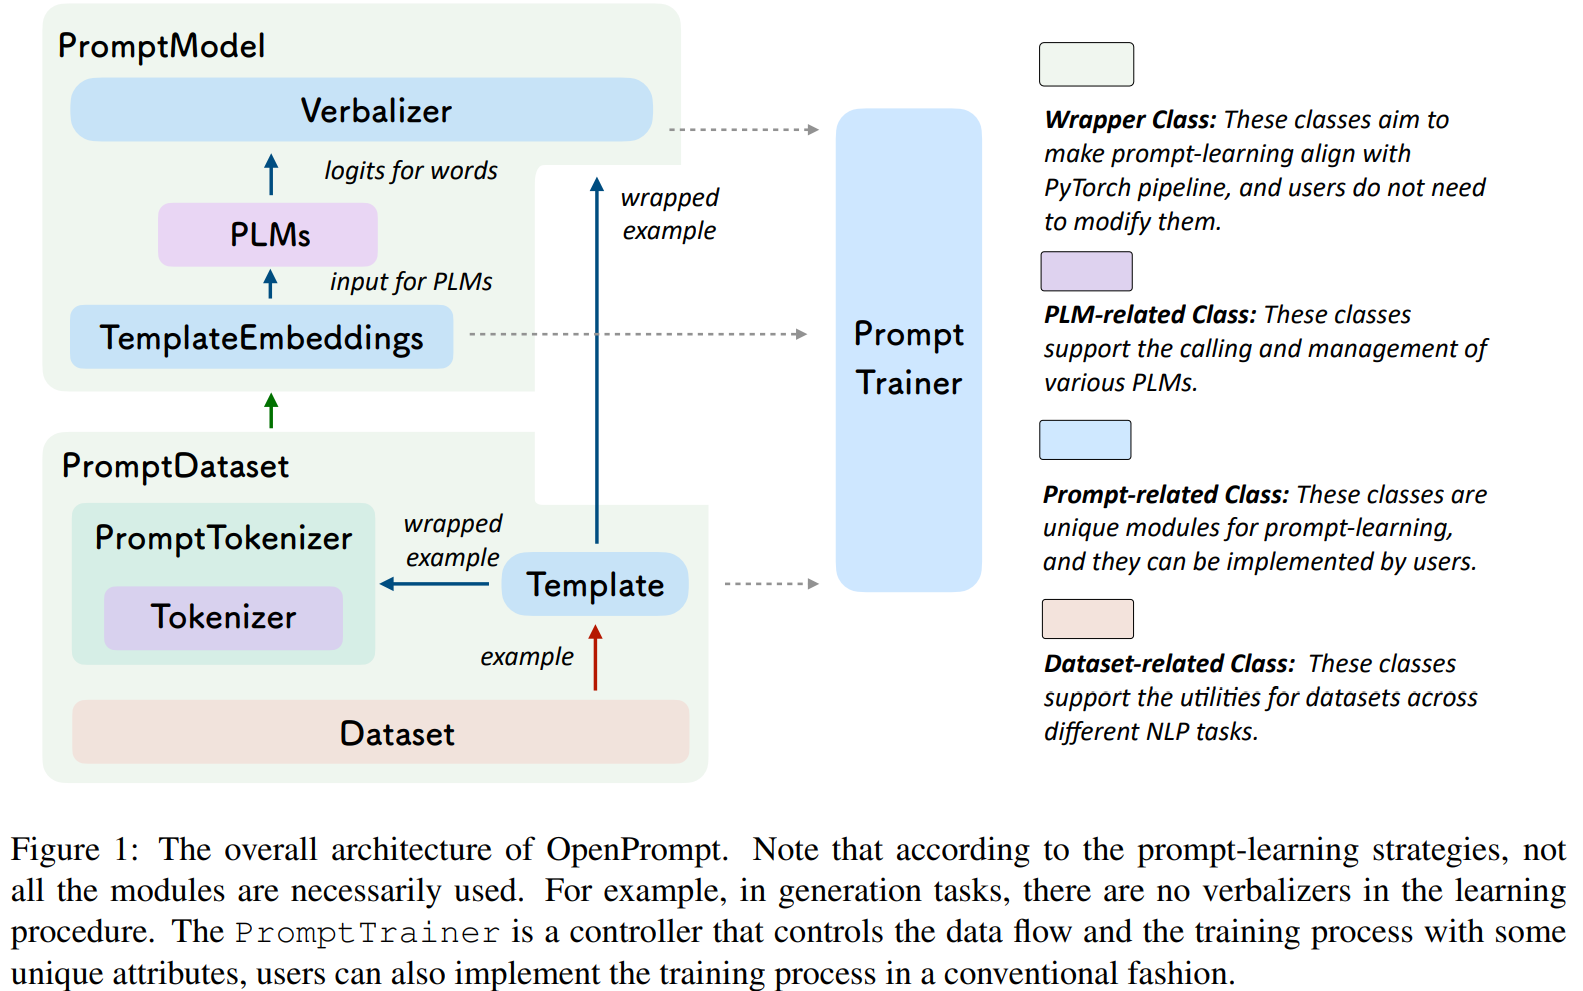 PromptModel
Verbalizer
logits for words
PLMs
input for PLMs
TemplateEmbeddings
wrapped
example
PromptDataset
PromptTokenizer
Tokenizer
wrapped
example
Template
example
Dataset
Prompt
Trainer
Wrapper Class: These classes aim to
make prompt-learning align with
PyTorch pipeline, and users do not need
to modify them.
PLM-related Class: These classes
support the calling and management of
various PLMs.
Prompt-related Class: These classes are
unique modules for prompt-learning,
and they can be implemented by users.
Dataset-related Class: These classes
support the utilities for datasets across
different NLP tasks.
Figure 1: The overall architecture of OpenPrompt. Note that according to the prompt-learning strategies, not
all the modules are necessarily used. For example, in generation tasks, there are no verbalizers in the learning
procedure. The PromptTrainer is a controller that controls the data flow and the training process with some
unique attributes, users can also implement the training process in a conventional fashion.